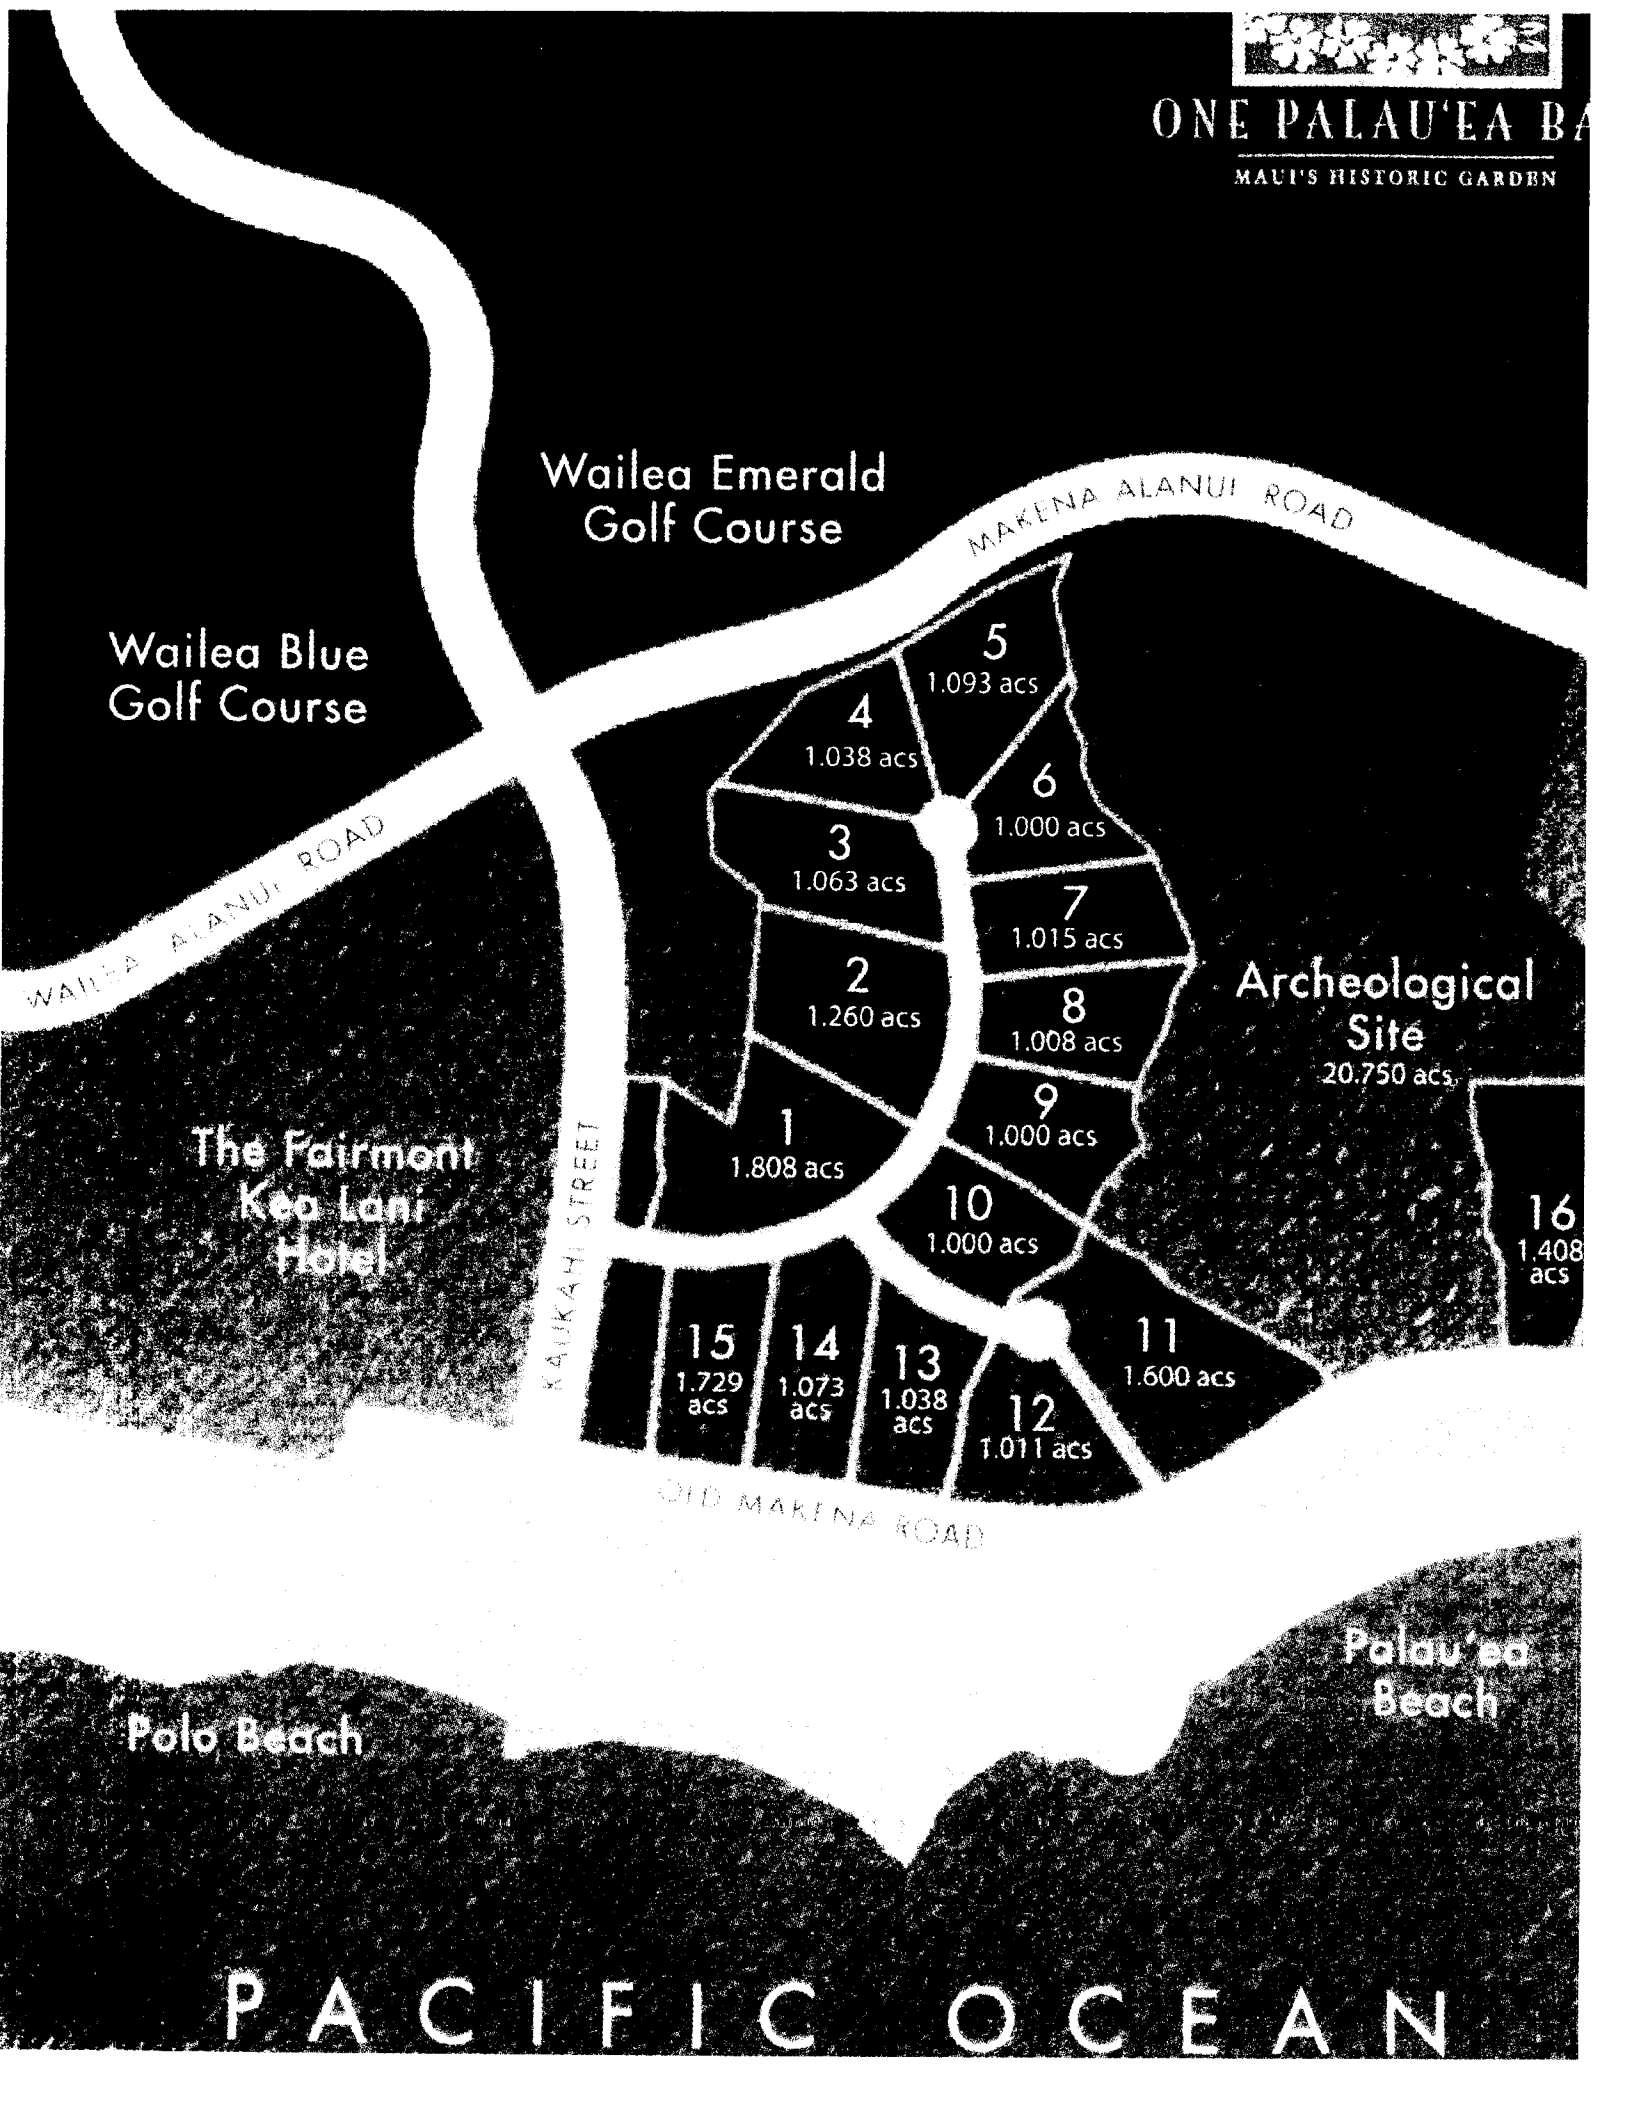 ONE PALAU'EA BA
MAUI'S HISTORIC GARDEN
Wailea Emerald
Golf Course
MAKENA ALANUI ROAD
Wailea Blue
Golf Course
5
1.093 acs
4
1.038 acs
6
1.000 acs
3
1.063 acs
7
1.015 acs
WAILEA ALANUI ROAD
2
1.260 acs
8
1.008 acs
Archeological
Site
20.750 acs
9
1.000 acs
1
1.808 acs
The Fairmont
Kea Lani
Hotel
KAUKAHI STREET
10
1.000 acs
16
1.408
acs
11
1.600 acs
15
1.729
acs
14
1.073
acs
13
1.038
acs
12
1.011 acs
OLD MAKENA ROAD
Palau'ea
Beach
Polo Beach
PACIFIC OCEAN